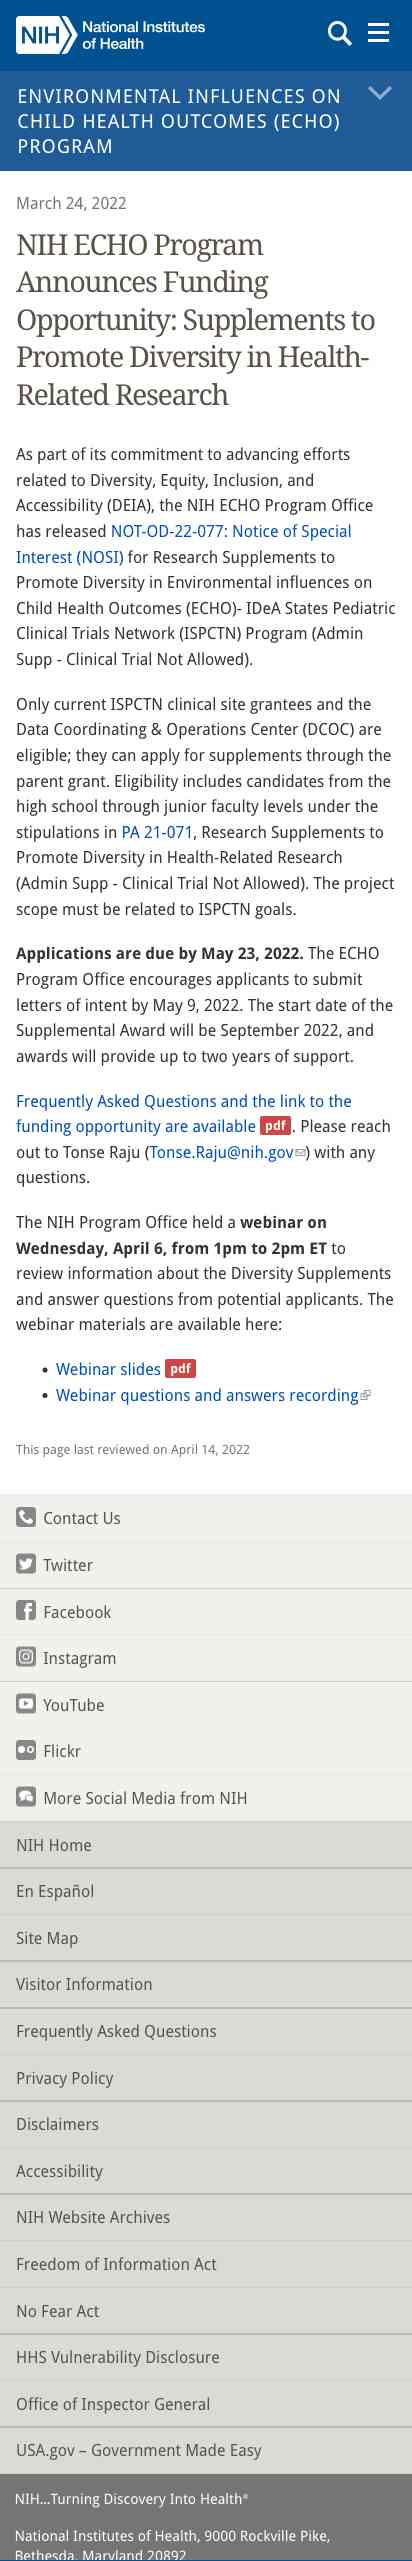 NIH National Institutes
of Health
ENVIRONMENTAL INFLUENCES ON
CHILD HEALTH OUTCOMES (ECHO)
PROGRAM
March 24, 2022
NIH ECHO Program
Announces Funding
Opportunity: Supplements to
Promote Diversity in Health-
Related Research
As part of its commitment to advancing efforts
related to Diversity, Equity, Inclusion, and
Accessibility (DEIA), the NIH ECHO Program Office
has released NOT-OD-22-077: Notice of Special
Interest (NOSI) for Research Supplements to
Promote Diversity in Environmental influences on
Child Health Outcomes (ECHO)- IDeA States Pediatric
Clinical Trials Network (ISPCTN) Program (Admin
Supp - Clinical Trial Not Allowed).
Only current ISPCTN clinical site grantees and the
Data Coordinating & Operations Center (DCOC) are
eligible; they can apply for supplements through the
parent grant. Eligibility includes candidates from the
high school through junior faculty levels under the
stipulations in PA 21-071, Research Supplements to
Promote Diversity in Health-Related Research
(Admin Supp - Clinical Trial Not Allowed). The project
scope must be related to ISPCTN goals.
Applications are due by May 23, 2022. The ECHO
Program Office encourages applicants to submit
letters of intent by May 9, 2022. The start date of the
Supplemental Award will be September 2022, and
awards will provide up to two years of support.
Frequently Asked Questions and the link to the
funding opportunity are available pdf. Please reach
out to Tonse Raju (Tonse.Raju@nih.gov) with any
questions.
The NIH Program Office held a webinar on
Wednesday, April 6, from 1pm to 2pm ET to
review information about the Diversity Supplements
and answer questions from potential applicants. The
webinar materials are available here:
• Webinar slides pdf
• Webinar questions and answers recording
This page last reviewed on April 14, 2022
Contact Us
Twitter
Facebook
Instagram
YouTube
Flickr
More Social Media from NIH
NIH Home
En Español
Site Map
Visitor Information
Frequently Asked Questions
Privacy Policy
Disclaimers
Accessibility
NIH Website Archives
Freedom of Information Act
No Fear Act
HHS Vulnerability Disclosure
Office of Inspector General
USA.gov – Government Made Easy
NIH...Turning Discovery Into Health®
National Institutes of Health, 9000 Rockville Pike,
Bethesda, Maryland 20892